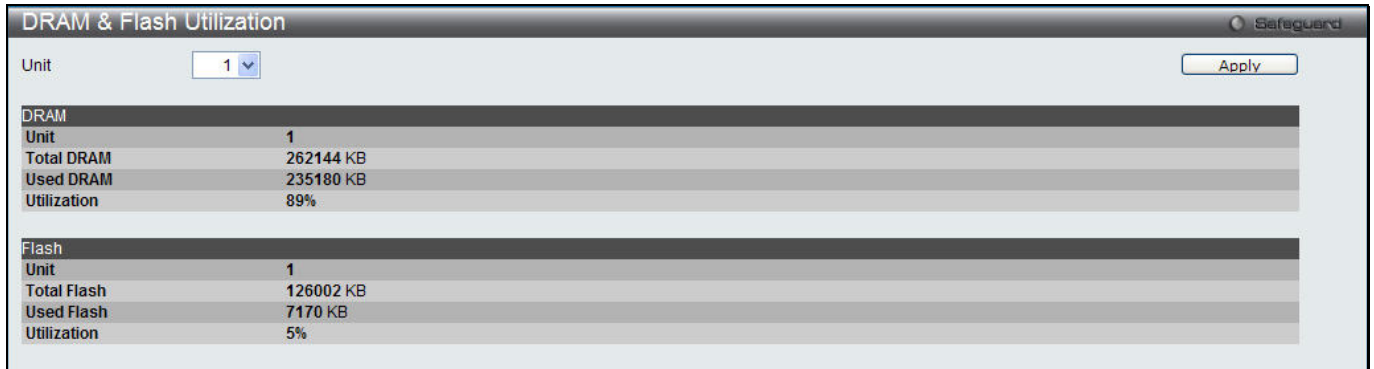 DRAM & Flash Utilization Safeguard
Unit 1 Apply
DRAM
Unit 1
Total DRAM 262144 KB
Used DRAM 235180 KB
Utilization 89%
Flash
Unit 1
Total Flash 126002 KB
Used Flash 7170 KB
Utilization 5%